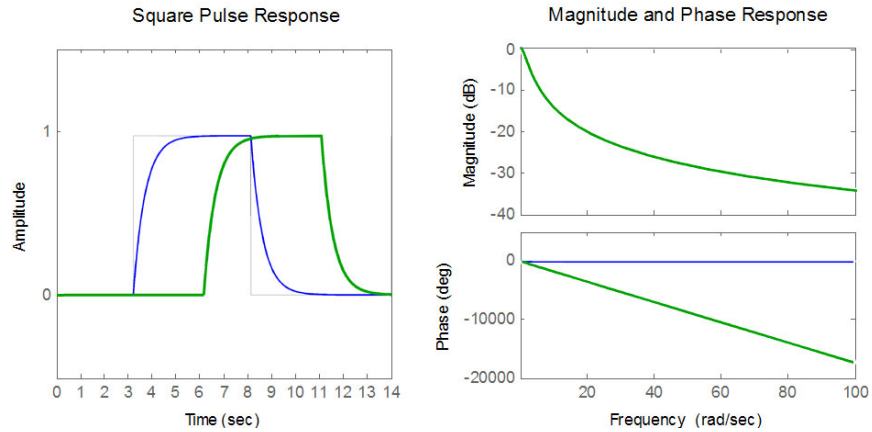 Square Pulse Response
Amplitude
1
0
0 1 2 3 4 5 6 7 8 9 10 11 12 13 14
Time (sec)
Magnitude and Phase Response
Magnitude (dB)
0
-10
-20
-30
-40
Phase (deg)
0
-10000
-20000
20 40 60 80 100
Frequency (rad/sec)